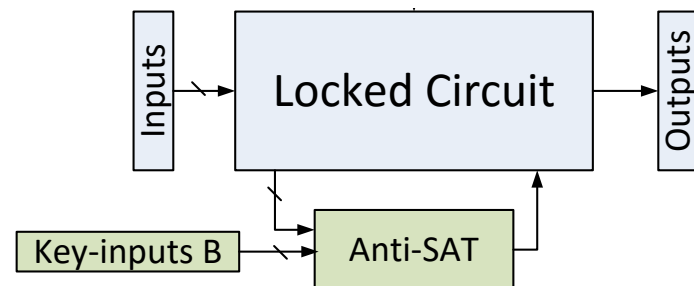 Inputs
Locked Circuit
Outputs
Key-inputs B
Anti-SAT